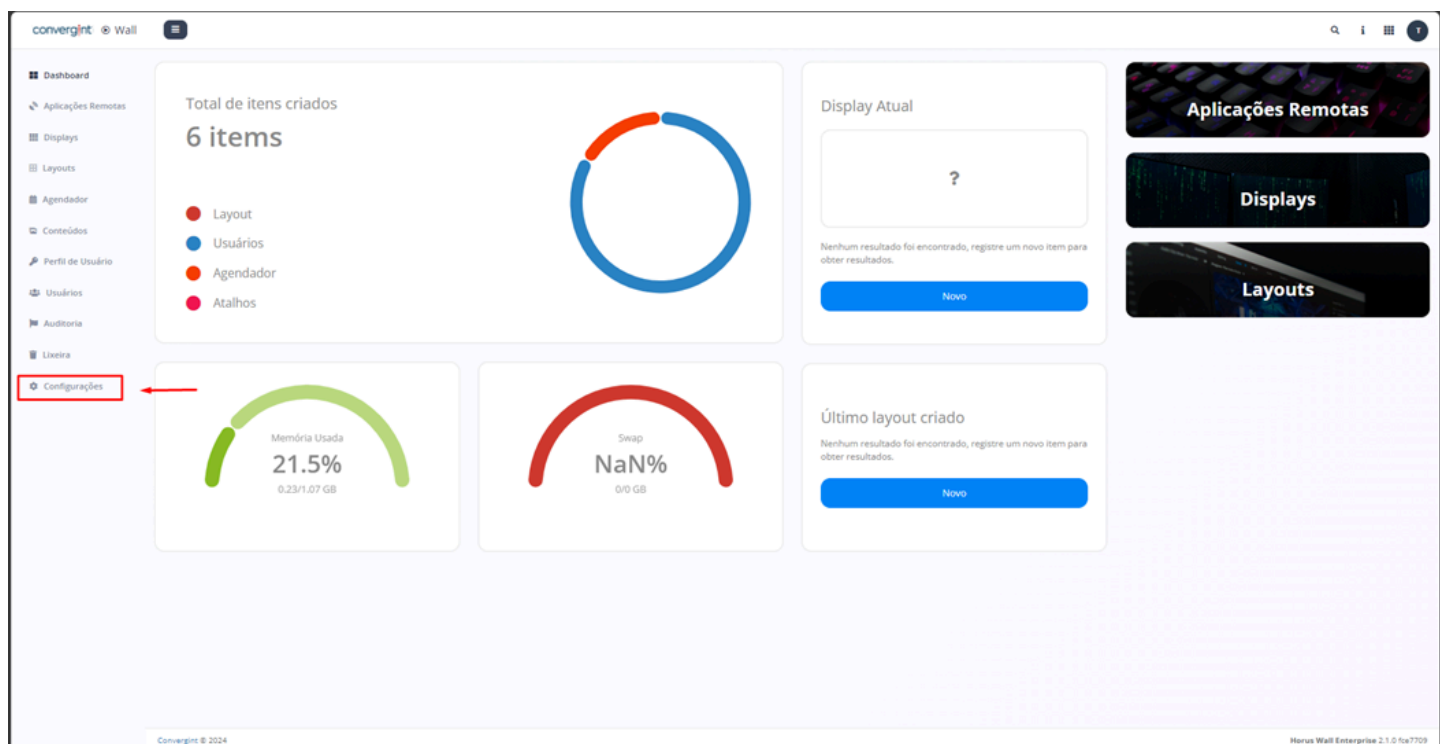 convergint Wall
i
T
Dashboard
Aplicações Remotas
Displays
Layouts
Agendador
Conteúdos
Perfil de Usuário
Usuários
Auditoria
Lixeira
Configurações
Total de itens criados
6 items
Layout
Usuários
Agendador
Atalhos
Display Atual
?
Nenhum resultado foi encontrado, registre um novo item para
obter resultados.
Novo
Aplicações Remotas
Displays
Layouts
Memória Usada
21.5%
0.23/1.07 GB
Swap
NaN%
0/0 GB
Último layout criado
Nenhum resultado foi encontrado, registre um novo item para
obter resultados.
Novo
Convergint © 2024
Horus Wall Enterprise 2.1.0 fce7709